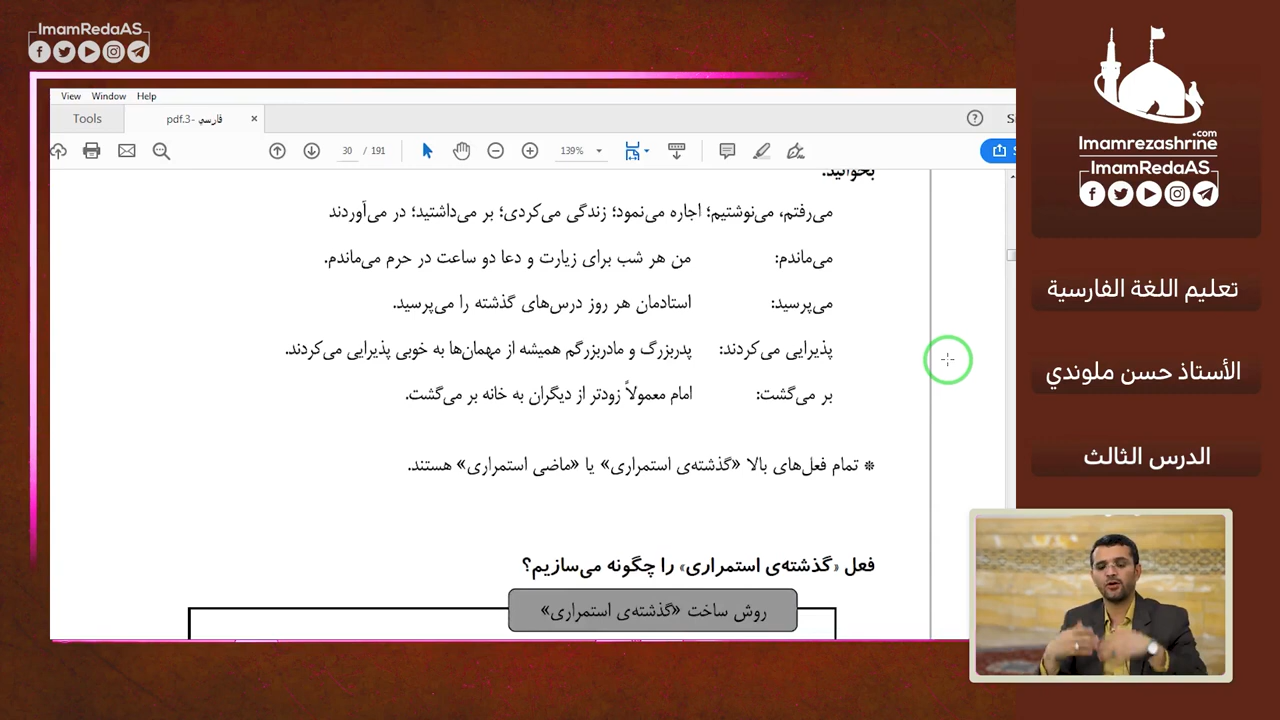 ImamRedaAS
View Window Help
Tools
فارسي -3.pdf
30 / 191
139%
بخوانید.
می‌رفتم، می‌نوشتیم؛ اجاره می‌نمود؛ زندگی می‌کردی؛ بر می‌داشتید؛ در می‌آوردند
می‌ماندم: من هر شب برای زیارت و دعا دو ساعت در حرم می‌ماندم.
می‌پرسید: استادمان هر روز درس‌های گذشته را می‌پرسید.
پذیرایی می‌کردند: پدربزرگ و مادربزرگم همیشه از مهمان‌ها به خوبی پذیرایی می‌کردند.
بر می‌گشت: امام معمولاً زودتر از دیگران به خانه بر می‌گشت.
* تمام فعل‌های بالا «گذشته‌ی استمراری» یا «ماضی استمراری» هستند.
فعل «گذشته‌ی استمراری» را چگونه می‌سازیم؟
روش ساخت «گذشته‌ی استمراری»
Imamrezashrine.com
ImamRedaAS
تعليم اللغة الفارسية
الأستاذ حسن ملوندي
الدرس الثالث